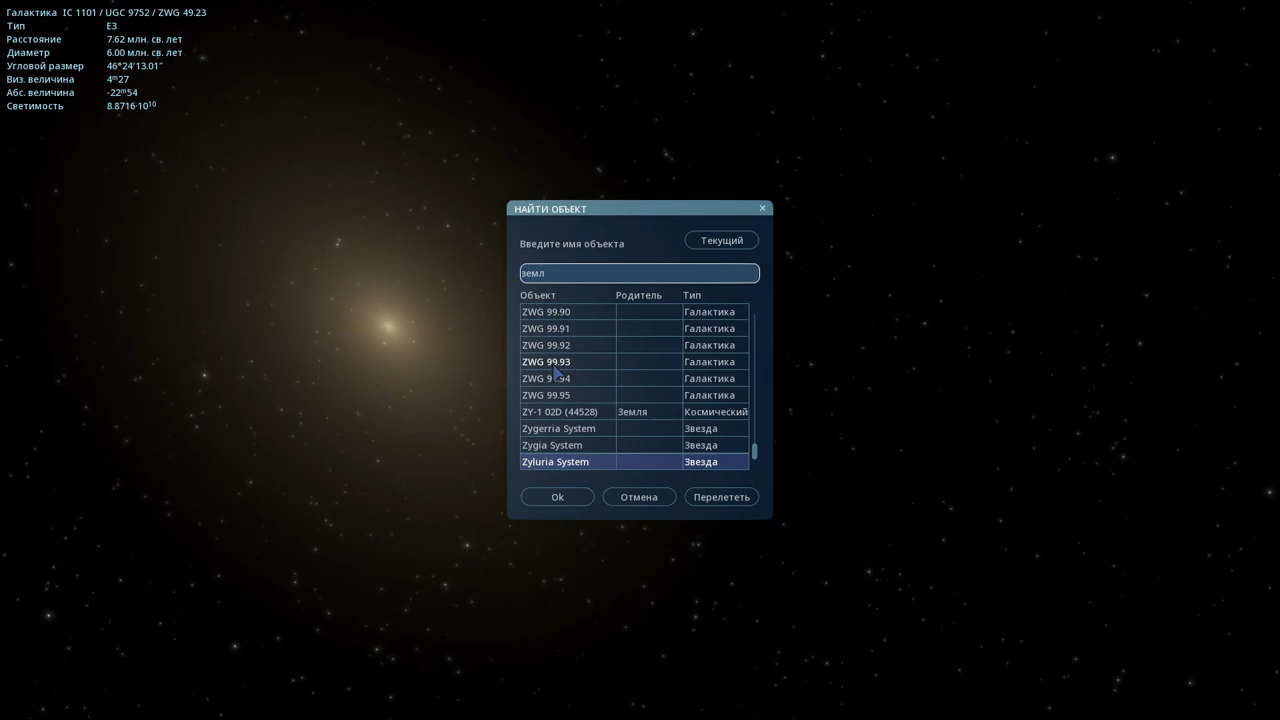 Галактика IC 1101 / UGC 9752 / ZWG 49.23
Тип E3
Расстояние 7.62 млн. св. лет
Диаметр 6.00 млн. св. лет
Угловой размер 46°24′13.01″
Виз. величина 4ᵐ27
Абс. величина -22ᵐ54
Светимость 8.8716·10¹⁰
НАЙТИ ОБЪЕКТ ×
Введите имя объекта Текущий
земл
Объект Родитель Тип
ZWG 99.90 Галактика
ZWG 99.91 Галактика
ZWG 99.92 Галактика
ZWG 99.93 Галактика
ZWG 99.94 Галактика
ZWG 99.95 Галактика
ZY-1 02D (44528) Земля Космический
Zygerria System Звезда
Zygia System Звезда
Zyluria System Звезда
Ok Отмена Перелететь